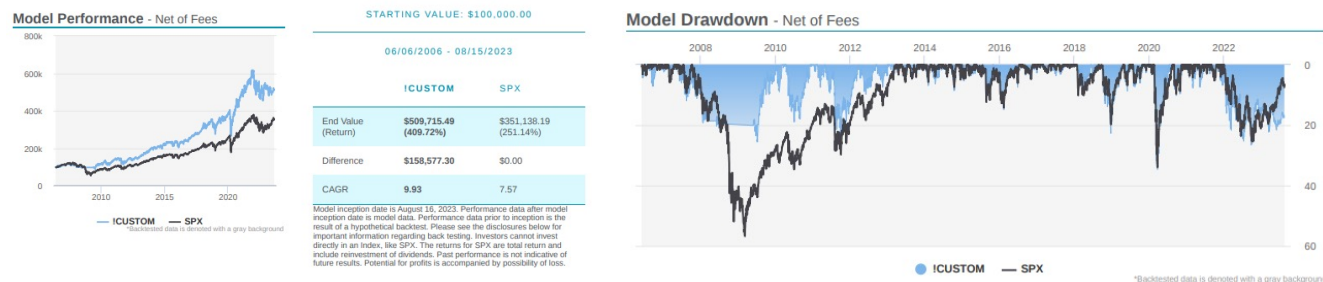 Model Performance - Net of Fees
800k
600k
400k
200k
0
2010
2015
2020
!CUSTOM
SPX
*Backtested data is denoted with a gray background
STARTING VALUE: $100,000.00
06/06/2006 - 08/15/2023
!CUSTOM SPX
End Value $509,715.49 $351,138.19
(Return) (409.72%) (251.14%)
Difference $158,577.30 $0.00
CAGR 9.93 7.57
Model inception date is August 16, 2023. Performance data after model
inception date is model data. Performance data prior to inception is the
result of a hypothetical backtest. Please see the disclosures below for
important information regarding back testing. Investors cannot invest
directly in an Index, like SPX. The returns for SPX are total return and
include reinvestment of dividends. Past performance is not indicative of
future results. Potential for profits is accompanied by possibility of loss.
Model Drawdown - Net of Fees
2008 2010 2012 2014 2016 2018 2020 2022
0
20
40
60
!CUSTOM SPX
*Backtested data is denoted with a gray background